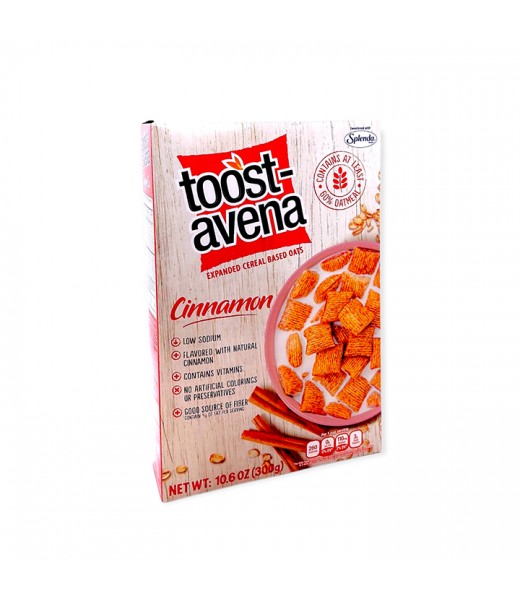 Sweetened with
Splenda
CONTAINS AT LEAST
60% OATMEAL
toost-
avena
EXPANDED CEREAL BASED OATS
Cinnamon
LOW SODIUM
FLAVORED WITH NATURAL
CINNAMON
CONTAINS VITAMINS
NO ARTIFICIAL COLORINGS
OR PRESERVATIVES
GOOD SOURCE OF FIBER
NET WT: 10.6 OZ (300g)